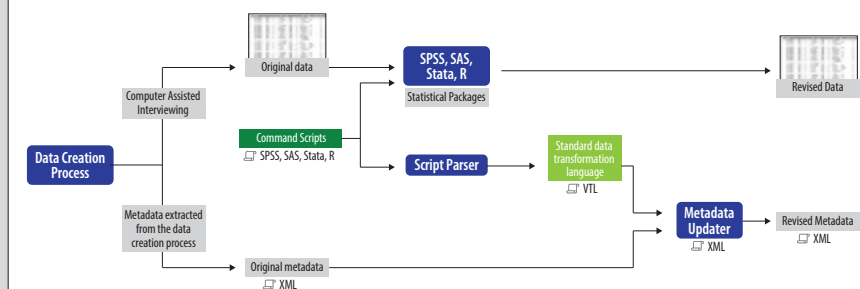 Original data
SPSS, SAS,
Stata, R
Statistical Packages
Revised Data
Computer Assisted
Interviewing
Command Scripts
SPSS, SAS, Stata, R
Data Creation
Process
Script Parser
Standard data
transformation
language
VTL
Metadata extracted
from the data
creation process
Metadata
Updater
XML
Revised Metadata
XML
Original metadata
XML